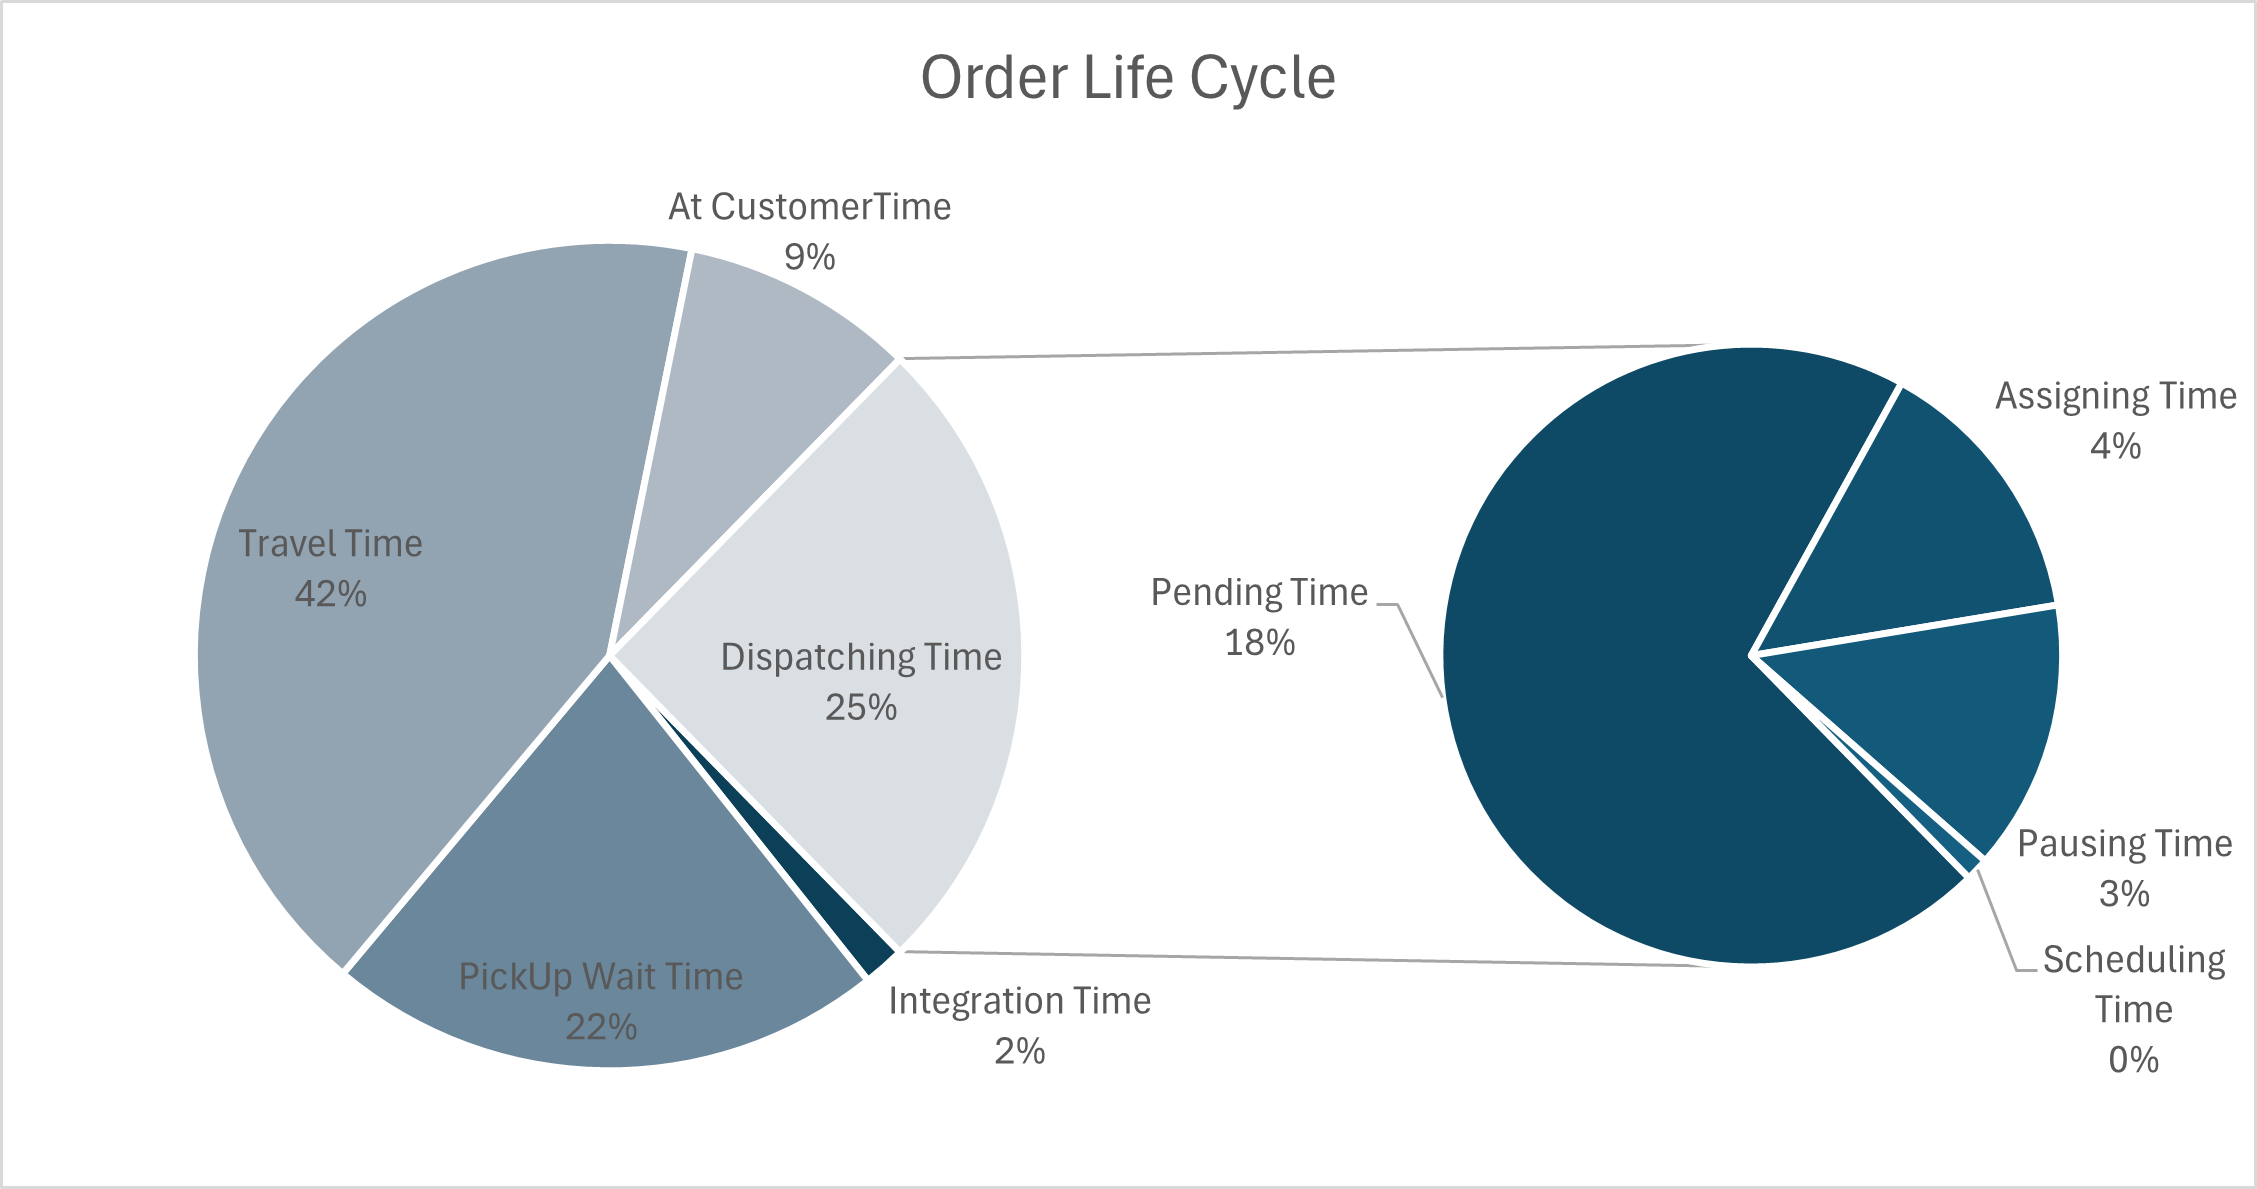 Order Life Cycle
At CustomerTime
9%
Travel Time
42%
Dispatching Time
25%
PickUp Wait Time
22%
Integration Time
2%
Pending Time
18%
Assigning Time
4%
Pausing Time
3%
Scheduling
Time
0%